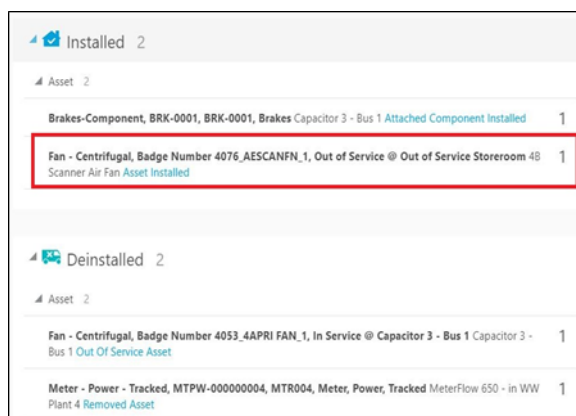 Installed 2
Asset 2
Brakes-Component, BRK-0001, BRK-0001, Brakes Capacitor 3 - Bus 1 Attached Component Installed 1
Fan - Centrifugal, Badge Number 4076_AESCANFN_1, Out of Service @ Out of Service Storeroom 4B 1
Scanner Air Fan Asset Installed
Deinstalled 2
Asset 2
Fan - Centrifugal, Badge Number 4053_4APRI FAN_1, In Service @ Capacitor 3 - Bus 1 Capacitor 3 - 1
Bus 1 Out Of Service Asset
Meter - Power - Tracked, MTPW-000000004, MTR004, Meter, Power, Tracked MeterFlow 650 - in WW 1
Plant 4 Removed Asset